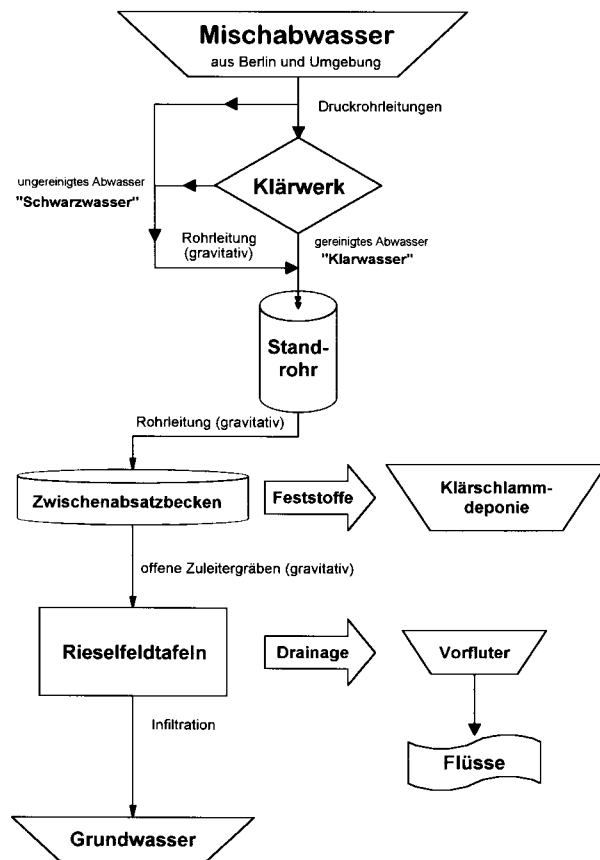 Mischabwasser
aus Berlin und Umgebung
Druckrohrleitungen
Klärwerk
ungereinigtes Abwasser
"Schwarzwasser"
Rohrleitung
(gravitativ)
gereinigtes Abwasser
"Klarwasser"
Stand-
rohr
Rohrleitung (gravitativ)
Zwischenabsatzbecken
Feststoffe
Klärschlamm-
deponie
offene Zuleitergräben (gravitativ)
Rieselfeldtafeln
Drainage
Vorfluter
Infiltration
Flüsse
Grundwasser